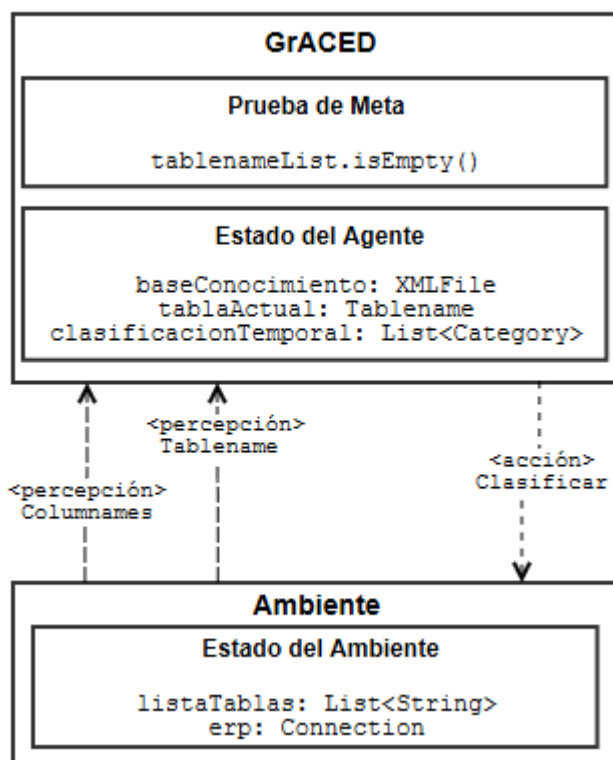 GrACED
Prueba de Meta
tablenameList.isEmpty()
Estado del Agente
baseConocimiento: XMLFile
tablaActual: Tablename
clasificacionTemporal: List<Category>
<percepción>
Columnames
<percepción>
Tablename
<acción>
Clasificar
Ambiente
Estado del Ambiente
listaTablas: List<String>
erp: Connection